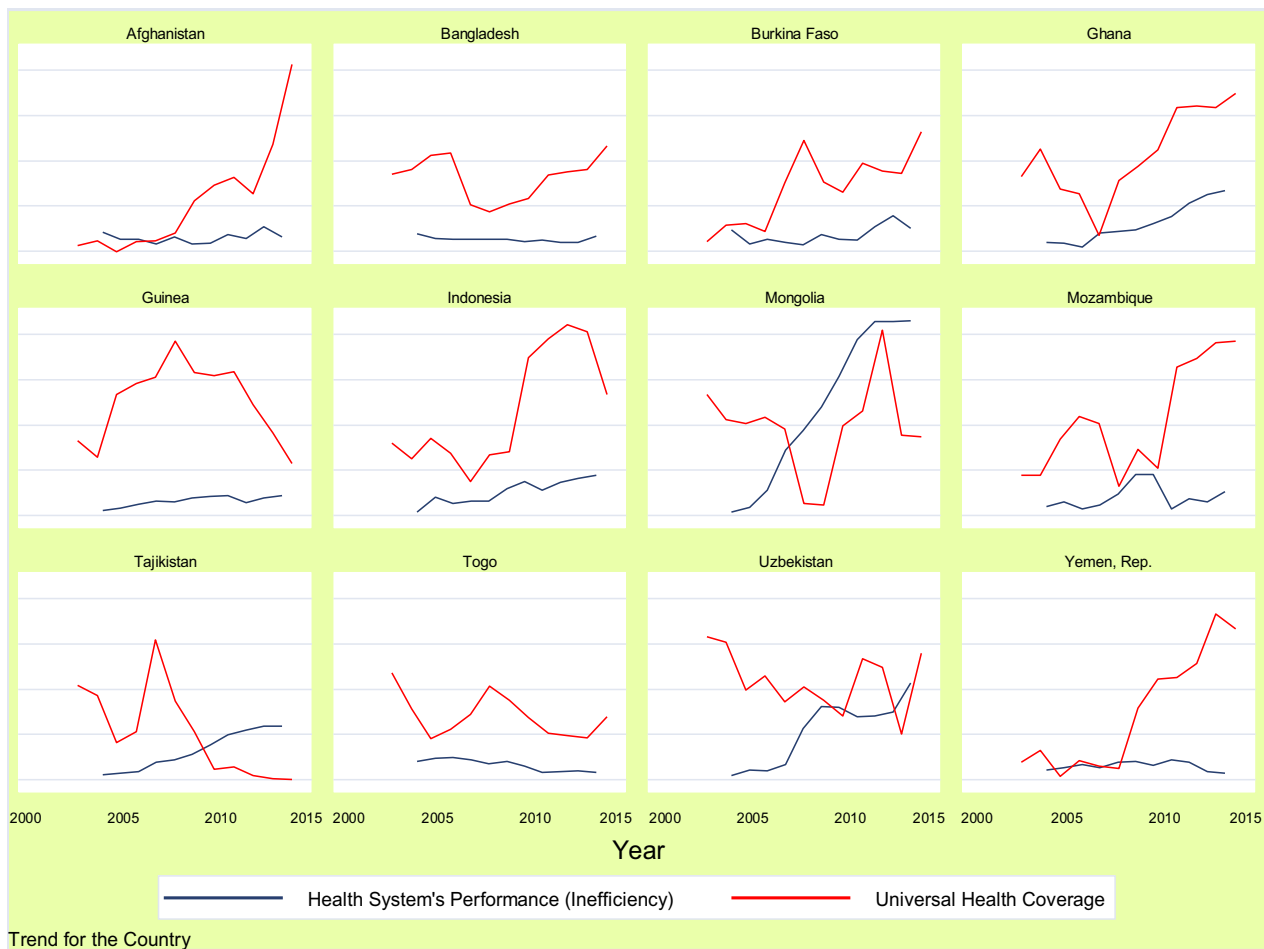 Afghanistan Bangladesh Burkina Faso Ghana
Guinea Indonesia Mongolia Mozambique
Tajikistan Togo Uzbekistan Yemen, Rep.
2000 2005 2010 2015 2000 2005 2010 2015 2000 2005 2010 2015 2000 2005 2010 2015
Year
Health System's Performance (Inefficiency) Universal Health Coverage
Trend for the Country